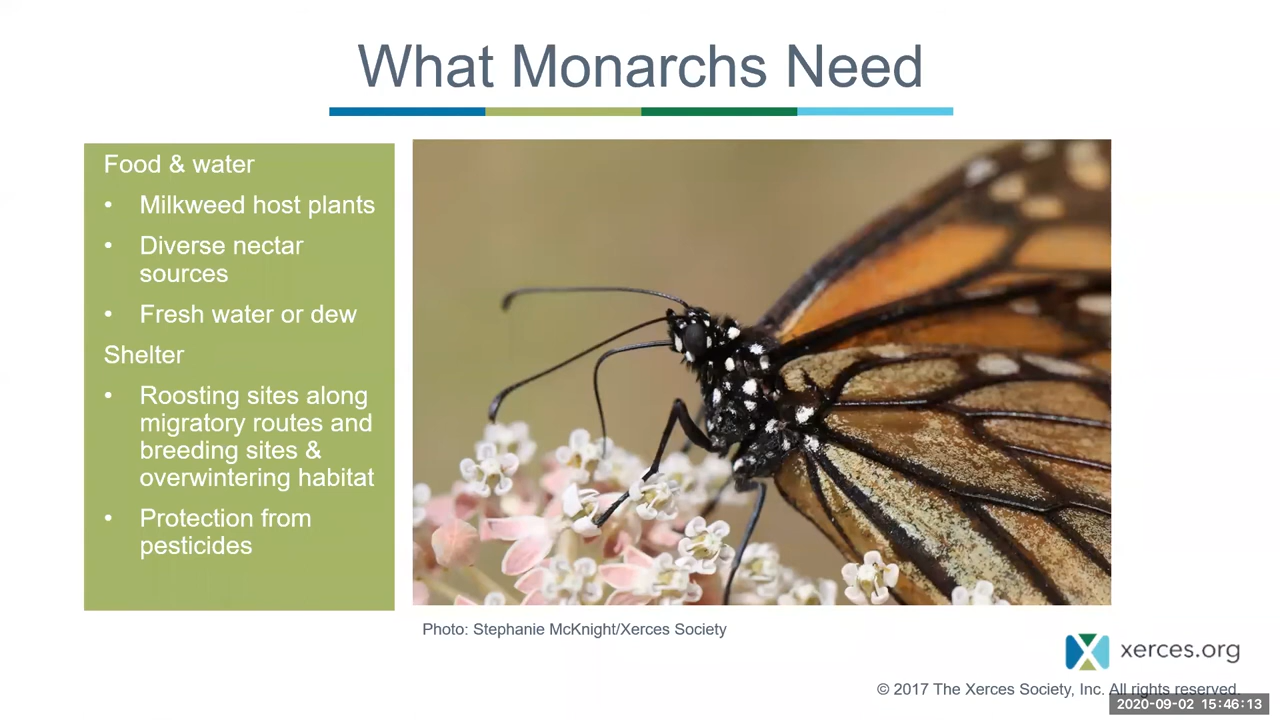 What Monarchs Need
Food & water
• Milkweed host plants
• Diverse nectar
sources
• Fresh water or dew
Shelter
• Roosting sites along
migratory routes and
breeding sites &
overwintering habitat
• Protection from
pesticides
Photo: Stephanie McKnight/Xerces Society
xerces.org
© 2017 The Xerces Society, Inc. All rights reserved.
2020-09-02 15:46:13